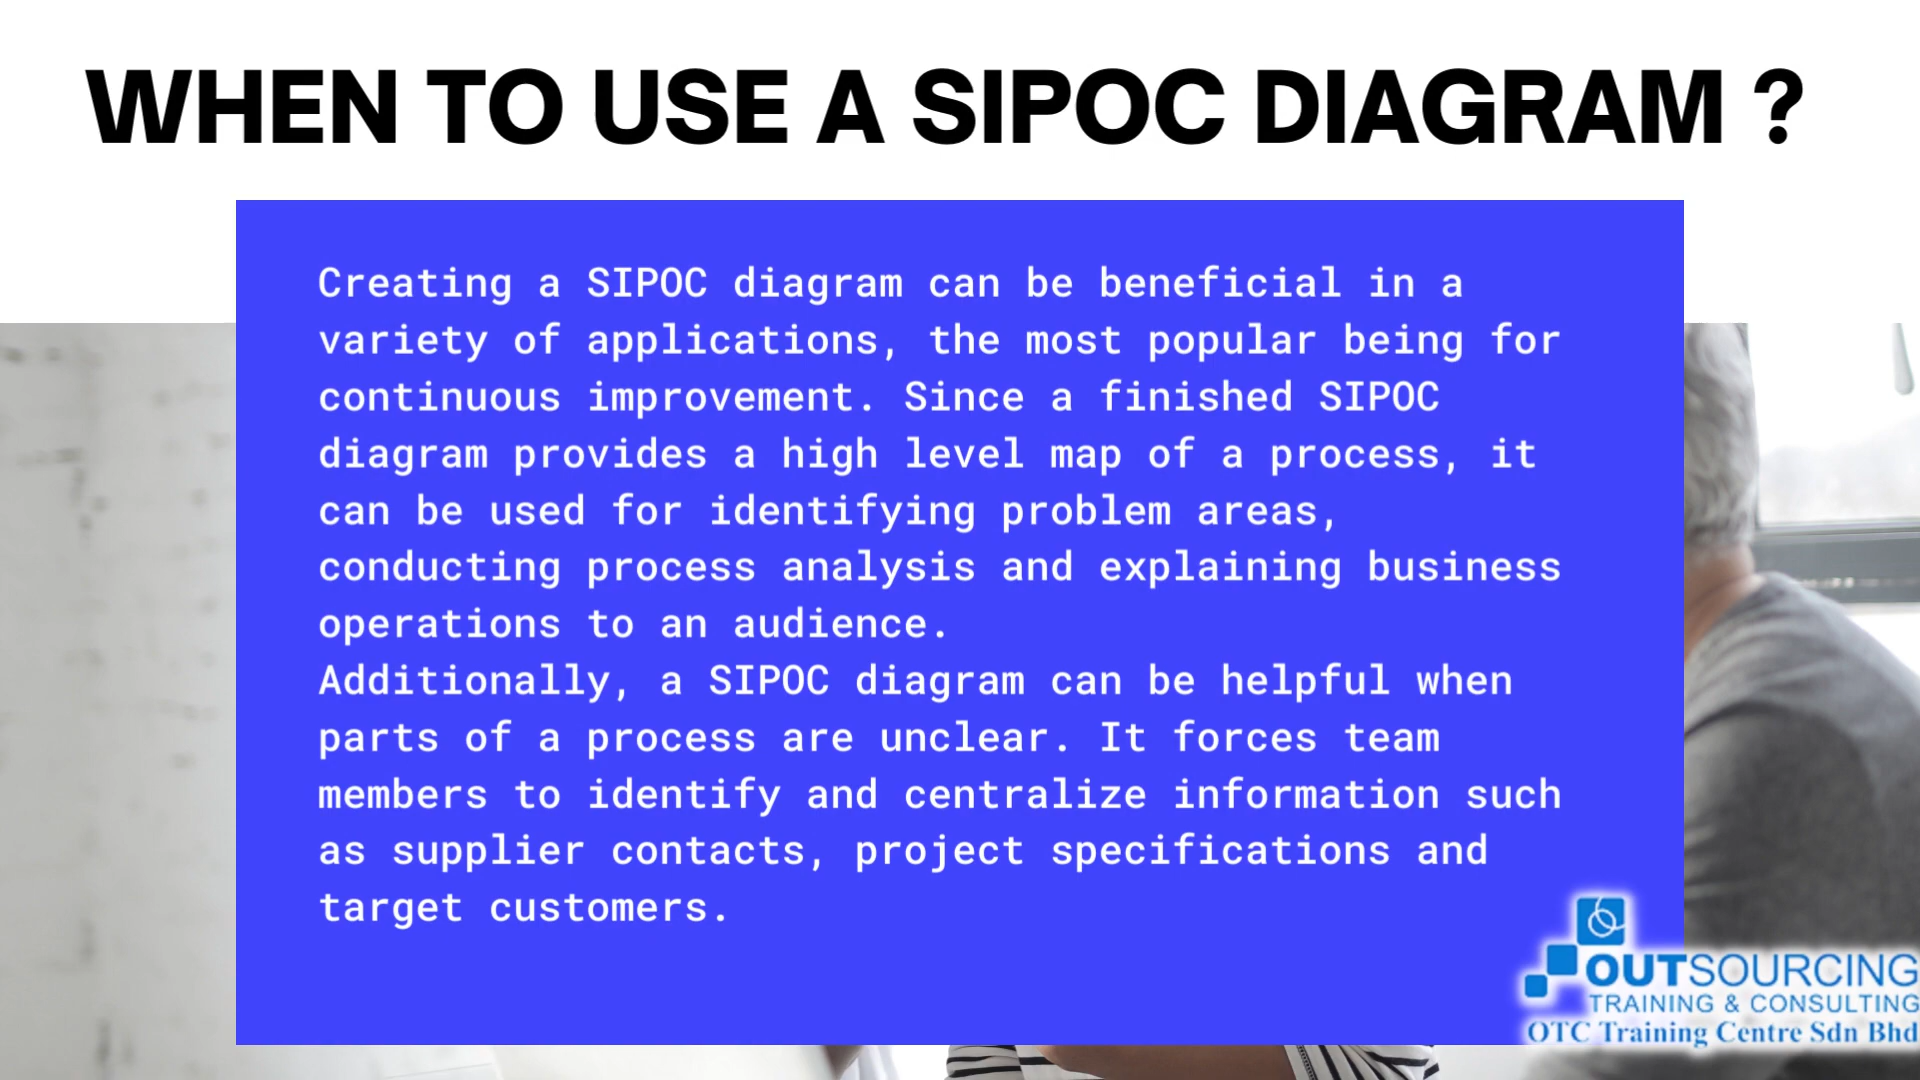 WHEN TO USE A SIPOC DIAGRAM ?
Creating a SIPOC diagram can be beneficial in a
variety of applications, the most popular being for
continuous improvement. Since a finished SIPOC
diagram provides a high level map of a process, it
can be used for identifying problem areas,
conducting process analysis and explaining business
operations to an audience.
Additionally, a SIPOC diagram can be helpful when
parts of a process are unclear. It forces team
members to identify and centralize information such
as supplier contacts, project specifications and
target customers.
OUTSOURCING
TRAINING & CONSULTING
OTC Training Centre Sdn Bhd